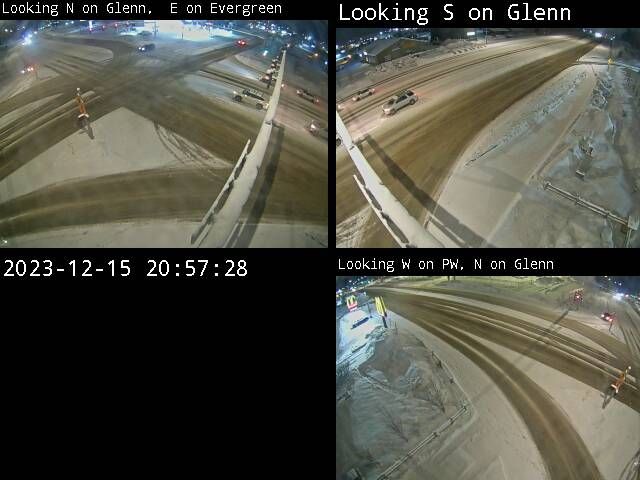 Looking N on Glenn,  E on Evergreen
Looking S on Glenn
2023-12-15 20:57:28
Looking W on PW, N on Glenn